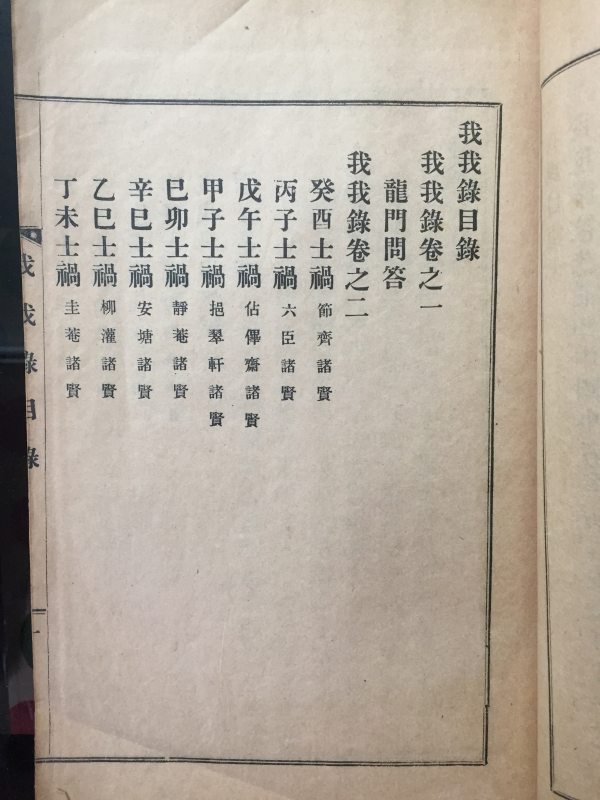 我我錄目錄
我我錄卷之一
龍門問答
我我錄卷之二
癸酉士禍 節齊諸賢
丙子士禍 六臣諸賢
戊午士禍 佔俾齋諸賢
甲子士禍 挹翠軒諸賢
巳卯士禍 靜菴諸賢
辛巳士禍 安塘諸賢
乙巳士禍 柳灌諸賢
丁未士禍 圭菴諸賢
我我錄目錄
一